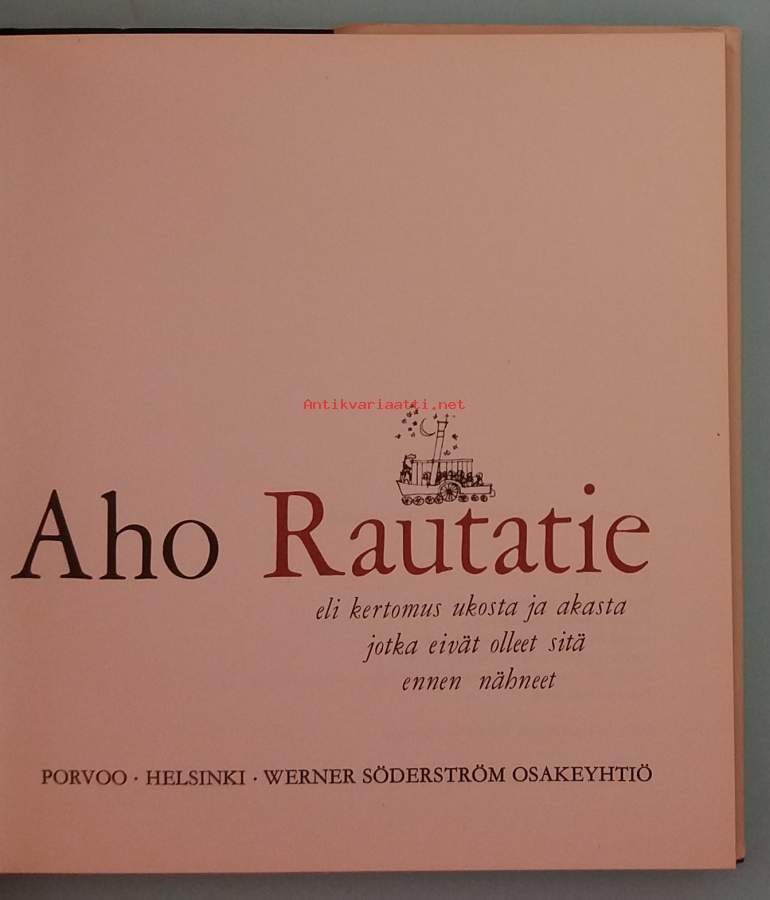 Antikvariaatti.net
Aho Rautatie
eli kertomus ukosta ja akasta
jotka eivät olleet sitä
ennen nähneet
PORVOO · HELSINKI · WERNER SÖDERSTRÖM OSAKEYHTIÖ